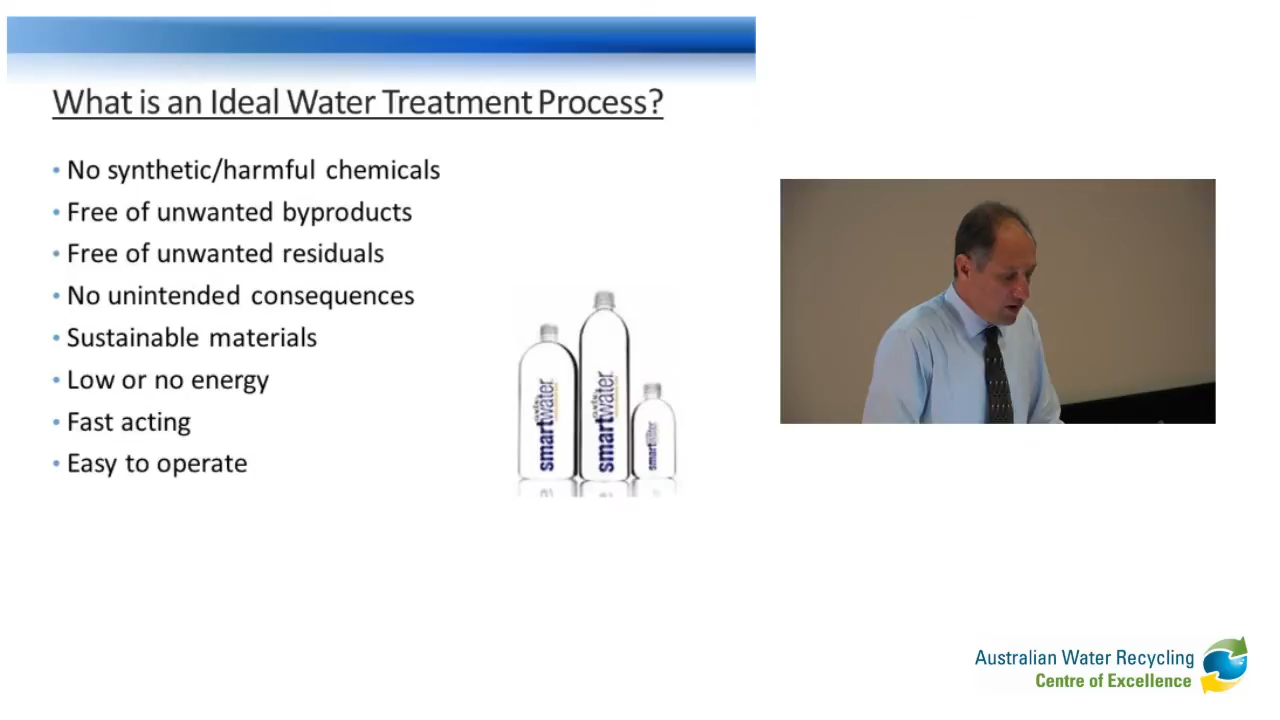 What is an Ideal Water Treatment Process?
• No synthetic/harmful chemicals
• Free of unwanted byproducts
• Free of unwanted residuals
• No unintended consequences
• Sustainable materials
• Low or no energy
• Fast acting
• Easy to operate
smartwater
smartwater
smartwater
Australian Water Recycling
Centre of Excellence